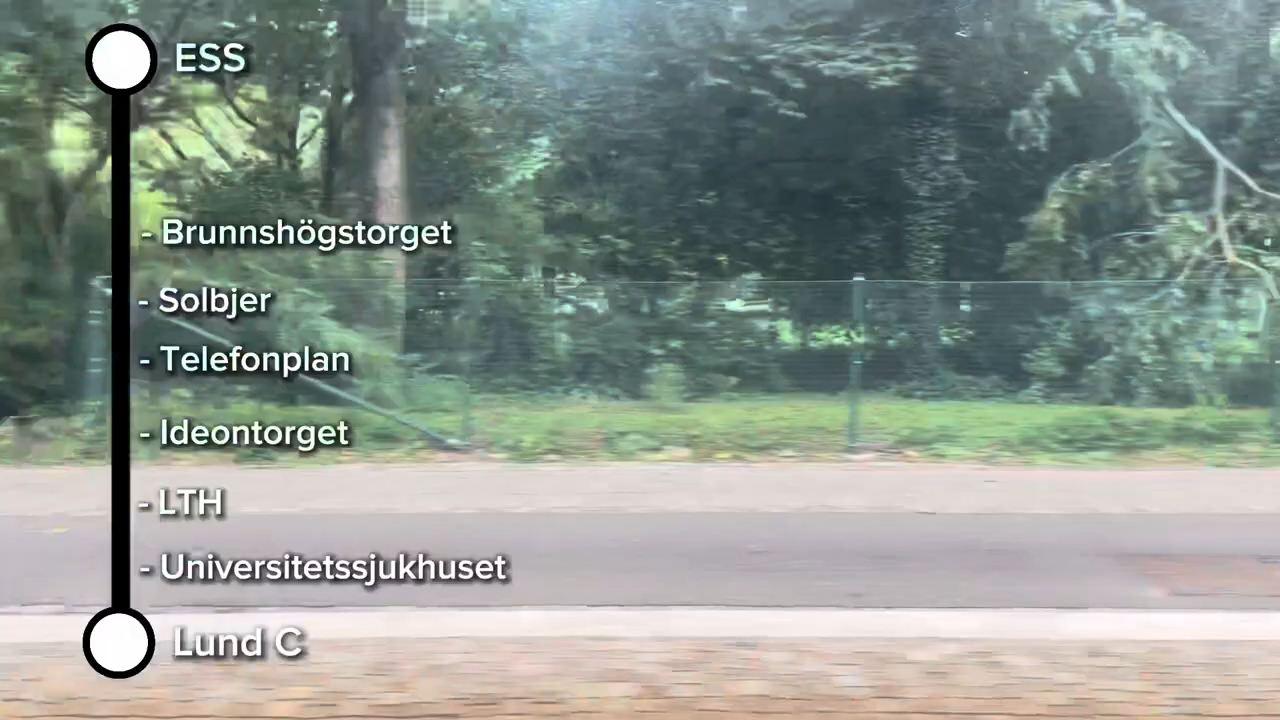 ESS
- Brunnshögstorget
- Solbjer
- Telefonplan
- Ideontorget
- LTH
- Universitetssjukhuset
Lund C